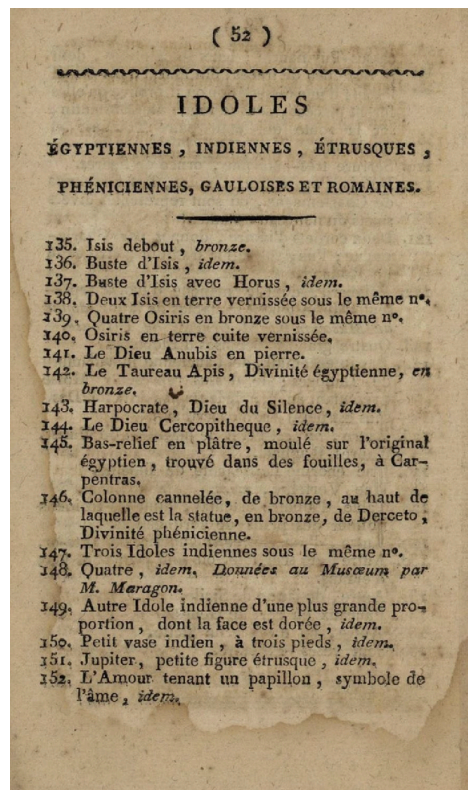 ( 52 )
IDOLES
ÉGYPTIENNES , INDIENNES , ÉTRUSQUES ,
PHÉNICIENNES, GAULOISES ET ROMAINES.
135. Isis debout , bronze.
136. Buste d'Isis , idem.
137. Buste d'Isis avec Horus , idem.
138. Deux Isis en terre vernissée sous le même n°.
139. Quatre Osiris en bronze sous le même n°.
140. Osiris en terre cuite vernissée.
141. Le Dieu Anubis en pierre.
142. Le Taureau Apis , Divinité égyptienne, en
bronze.
143. Harpocrate , Dieu du Silence , idem.
144. Le Dieu Cercopitheque , idem.
145. Bas-relief en plâtre , moulé sur l'original
égyptien , trouvé dans des fouilles, à Car-
pentras.
146. Colonne cannelée, de bronze , au haut de
laquelle est la statue, en bronze, de Derceto ,
Divinité phénicienne.
147. Trois Idoles indiennes sous le même n°.
148. Quatre , idem. Données au Musœum par
M. Maragon.
149. Autre Idole indienne d'une plus grande pro-
portion , dont la face est dorée , idem.
150. Petit vase indien , à trois pieds , idem.
151. Jupiter, petite figure étrusque , idem.
152. L'Amour tenant un papillon , symbole de
l'âme , idem.